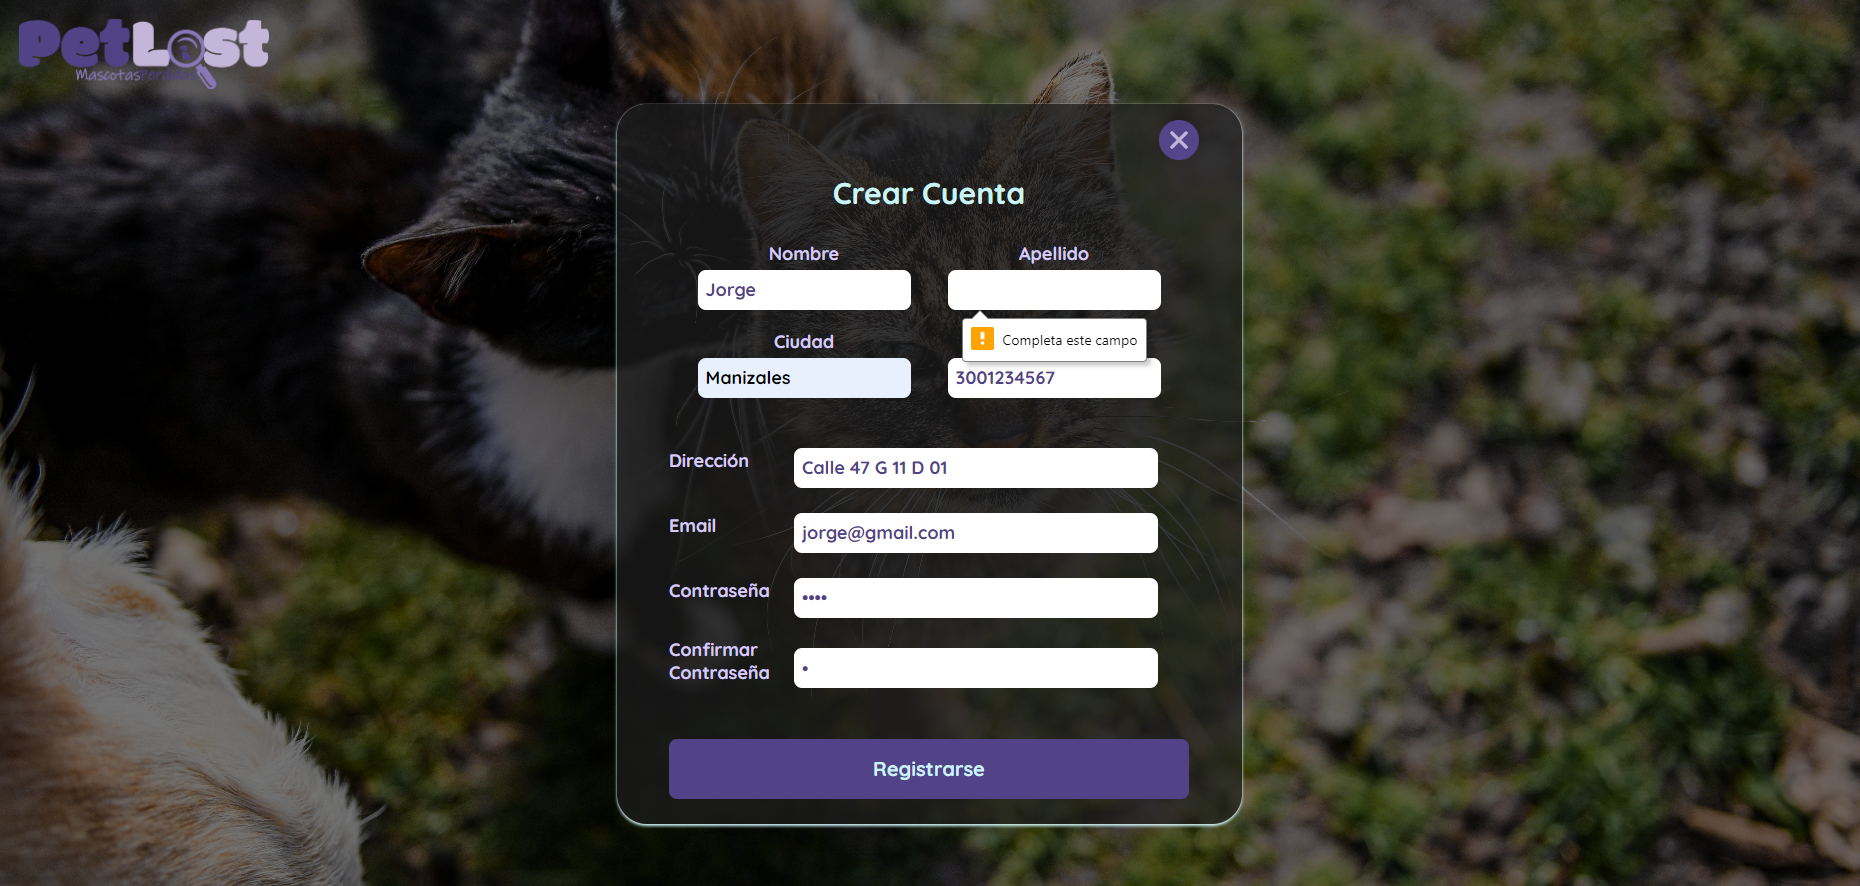 PetLost
MascotasPerdidas
Crear Cuenta
Nombre Apellido
Jorge
Completa este campo
Ciudad
Manizales 3001234567
Dirección Calle 47 G 11 D 01
Email jorge@gmail.com
Contraseña ••••
Confirmar
Contraseña •
Registrarse